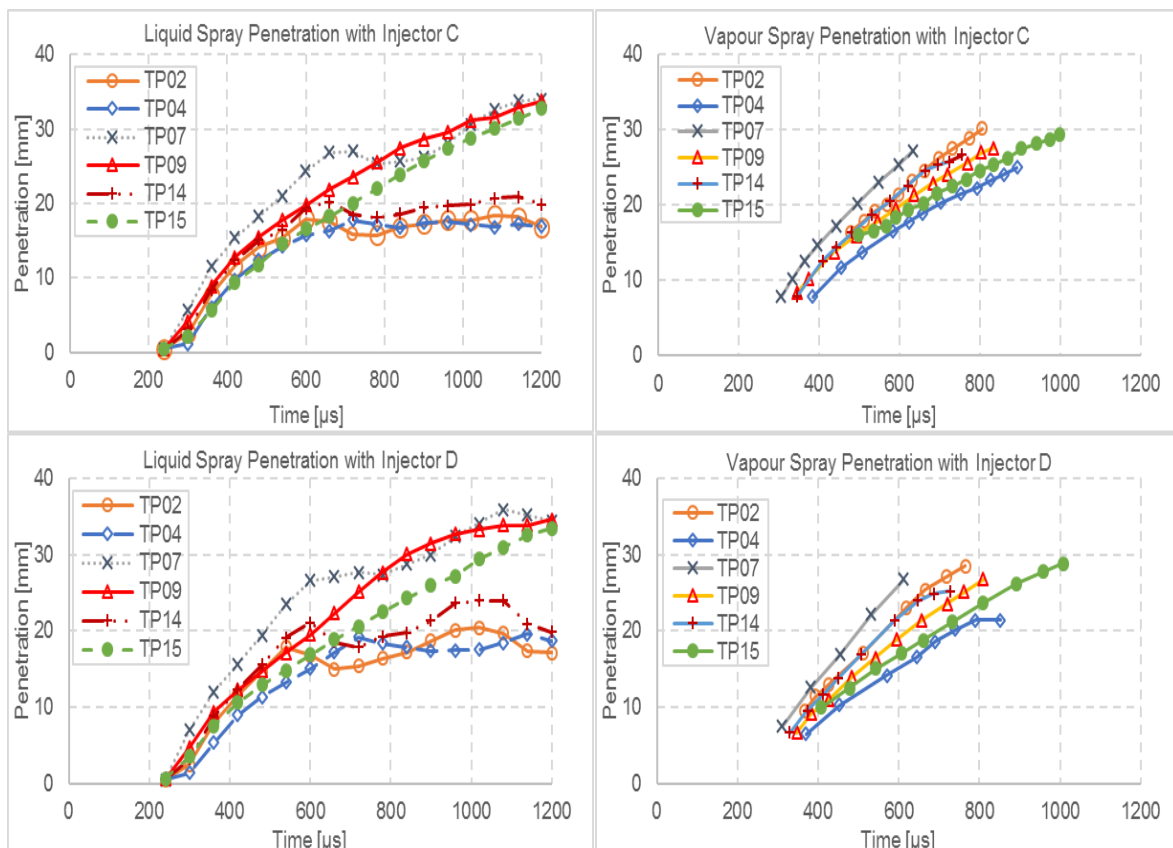 Liquid Spray Penetration with Injector C
Penetration [mm]
40
30
20
10
0
TP02
TP04
TP07
TP09
TP14
TP15
0 200 400 600 800 1000 1200
Time [µs]
Vapour Spray Penetration with Injector C
Penetration [mm]
40
30
20
10
0
TP02
TP04
TP07
TP09
TP14
TP15
0 200 400 600 800 1000 1200
Time [µs]
Liquid Spray Penetration with Injector D
Penetration [mm]
40
30
20
10
0
TP02
TP04
TP07
TP09
TP14
TP15
0 200 400 600 800 1000 1200
Time [µs]
Vapour Spray Penetration with Injector D
Penetration [mm]
40
30
20
10
0
TP02
TP04
TP07
TP09
TP14
TP15
0 200 400 600 800 1000 1200
Time [µs]